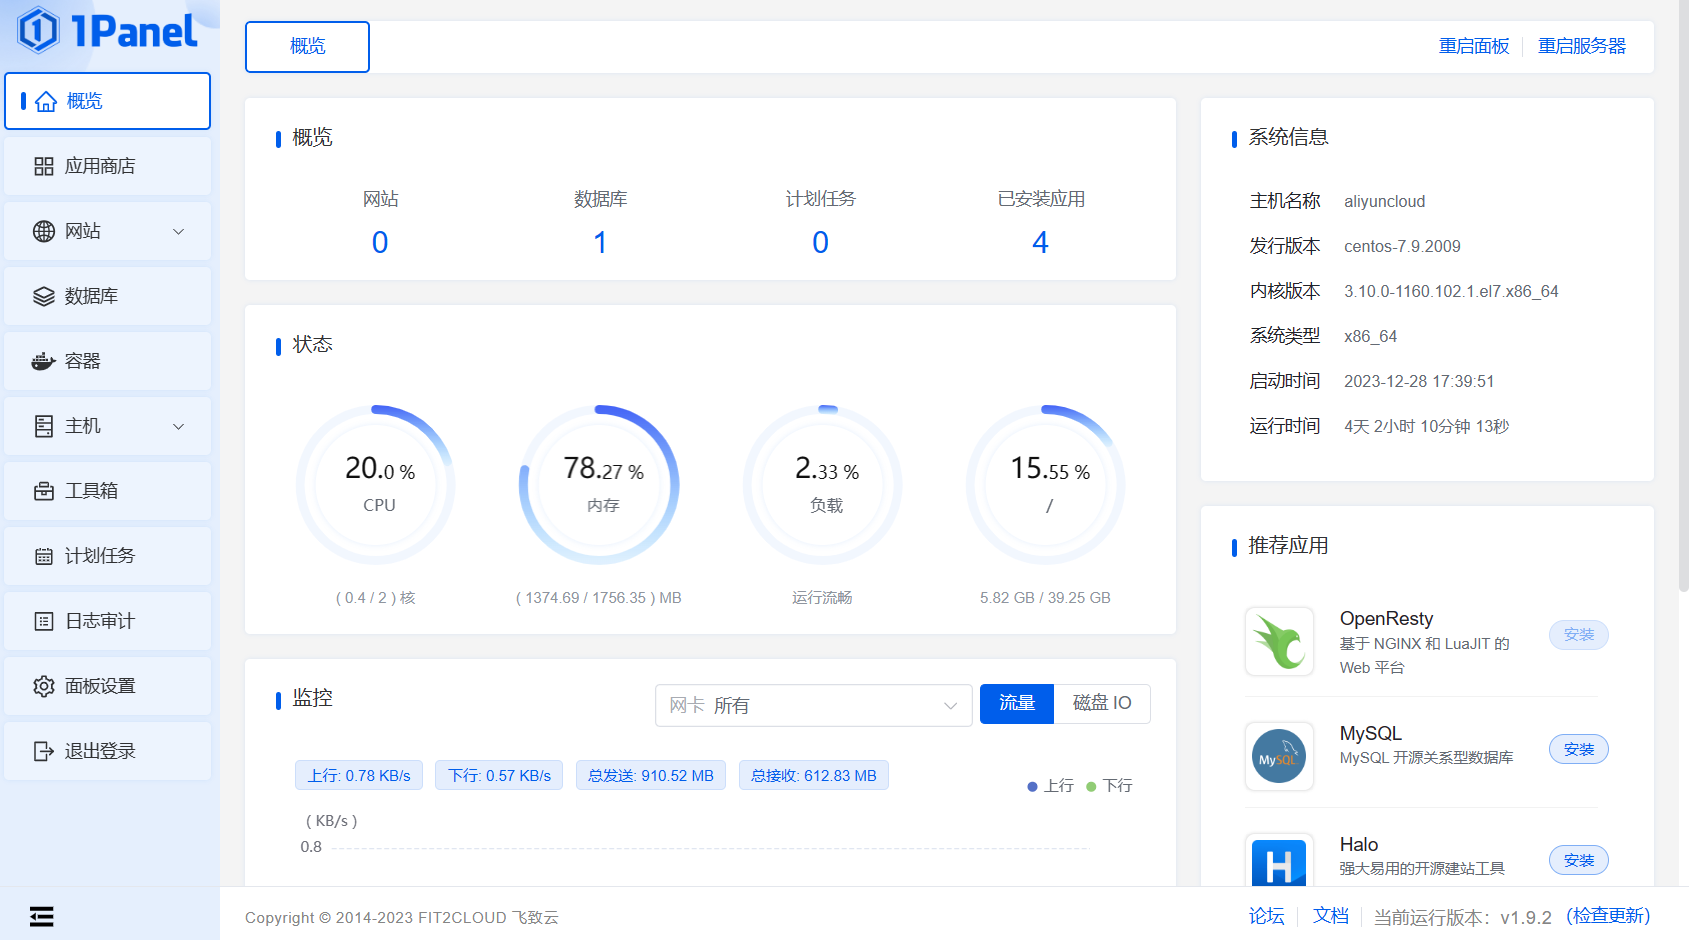 1Panel
概览
应用商店
网站
数据库
容器
主机
工具箱
计划任务
日志审计
面板设置
退出登录
概览
重启面板
重启服务器
概览
网站
0
数据库
1
计划任务
0
已安装应用
4
状态
20.0 %
CPU
( 0.4 / 2 ) 核
78.27 %
内存
( 1374.69 / 1756.35 ) MB
2.33 %
负载
运行流畅
15.55 %
/
5.82 GB / 39.25 GB
监控
网卡 所有
流量
磁盘 IO
上行: 0.78 KB/s
下行: 0.57 KB/s
总发送: 910.52 MB
总接收: 612.83 MB
上行
下行
( KB/s )
0.8
系统信息
主机名称 aliyuncloud
发行版本 centos-7.9.2009
内核版本 3.10.0-1160.102.1.el7.x86_64
系统类型 x86_64
启动时间 2023-12-28 17:39:51
运行时间 4天 2小时 10分钟 13秒
推荐应用
OpenResty
基于 NGINX 和 LuaJIT 的
Web 平台
安装
MySQL
MySQL
MySQL 开源关系型数据库
安装
H
Halo
强大易用的开源建站工具
安装
Copyright © 2014-2023 FIT2CLOUD 飞致云
论坛
文档
当前运行版本: v1.9.2
(检查更新)